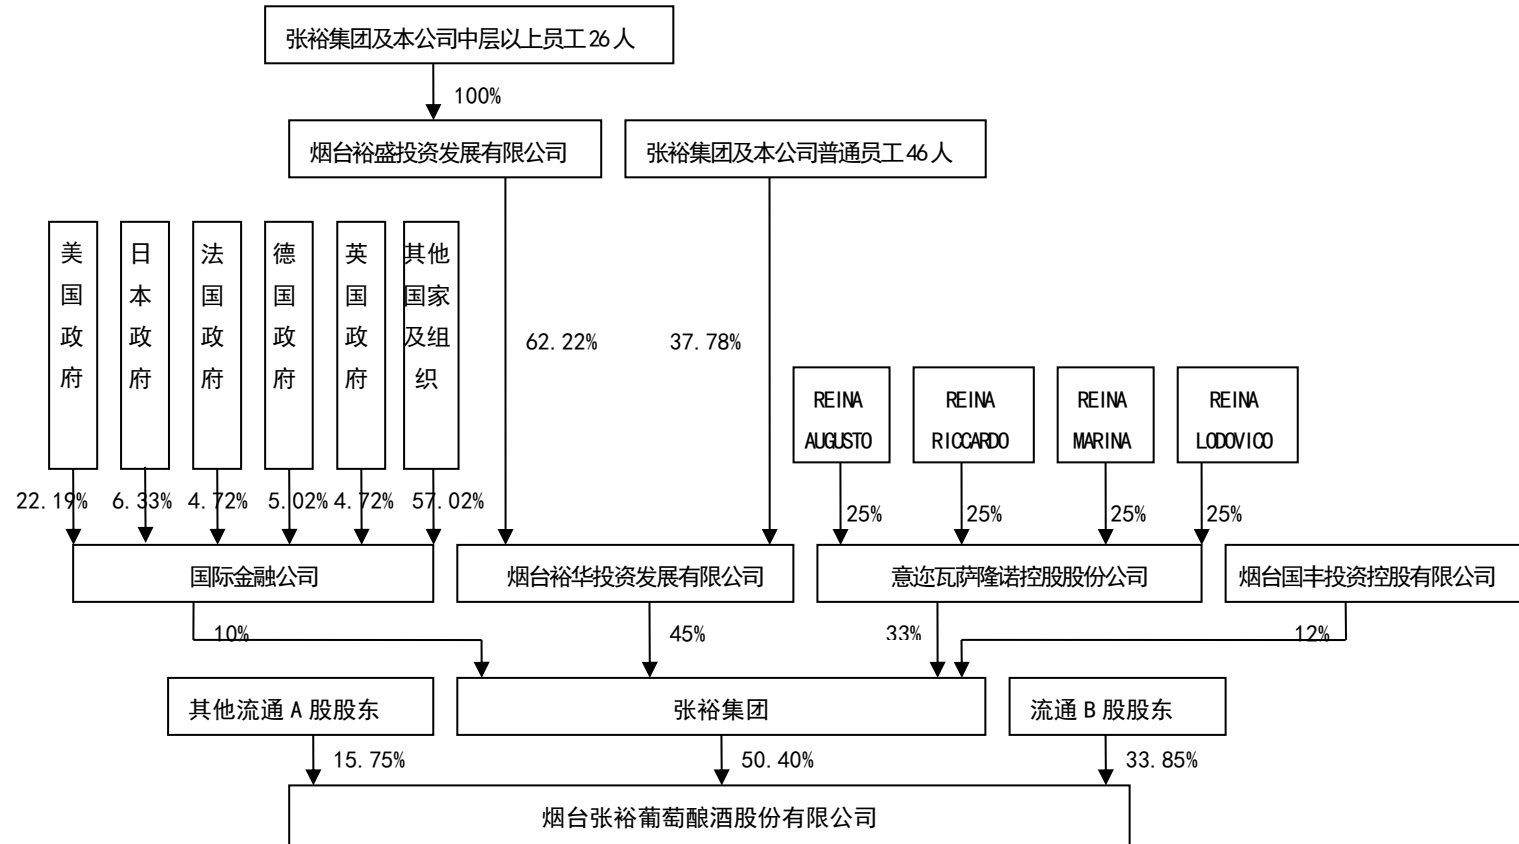 张裕集团及本公司中层以上员工26人
100%
烟台裕盛投资发展有限公司
张裕集团及本公司普通员工46人
美国政府
日本政府
法国政府
德国政府
英国政府
其他
国家
及组
织
62.22%
37.78%
REINA
AUGUSTO
REINA
RICCARDO
REINA
MARINA
REINA
LODOVICO
22.19%
6.33%
4.72%
5.02%
4.72%
57.02%
25%
25%
25%
25%
国际金融公司
烟台裕华投资发展有限公司
意迩瓦萨隆诺控股股份公司
烟台国丰投资控股有限公司
10%
45%
33%
12%
其他流通A股股东
张裕集团
流通B股股东
15.75%
50.40%
33.85%
烟台张裕葡萄酿酒股份有限公司